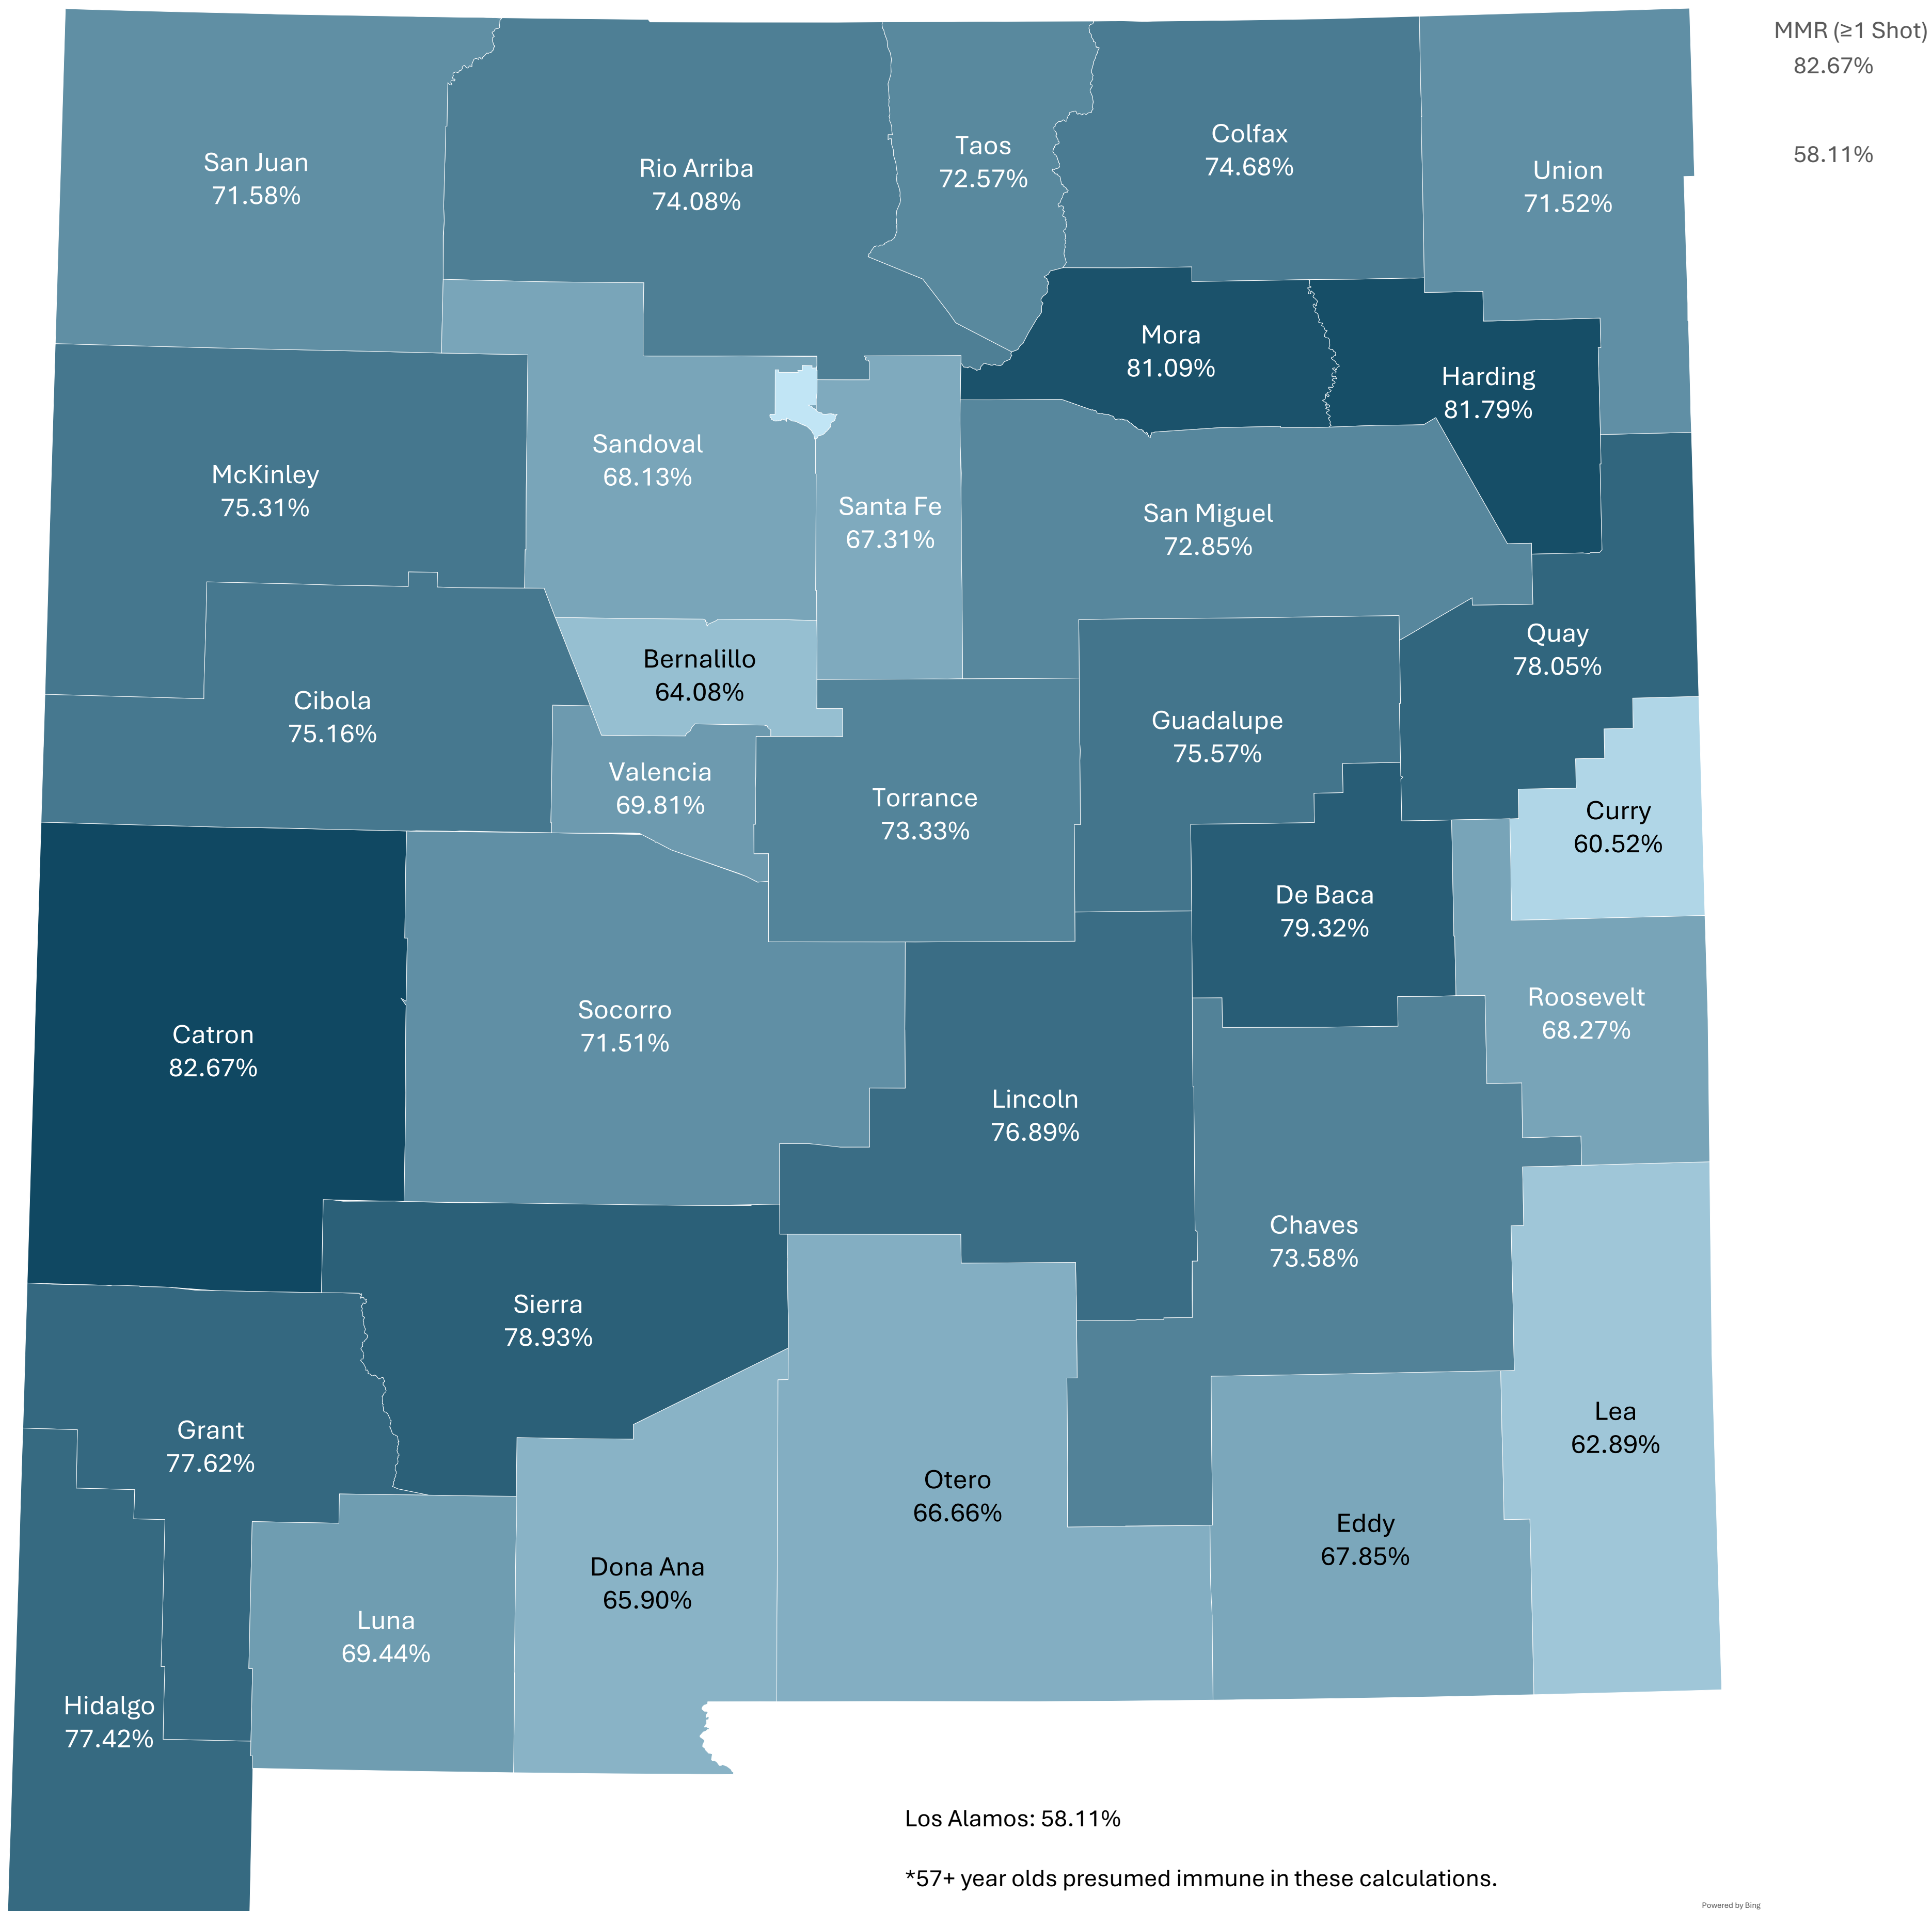 MMR (≥1 Shot)
82.67%
58.11%
San Juan
71.58%
Rio Arriba
74.08%
Taos
72.57%
Colfax
74.68%
Union
71.52%
Mora
81.09%
Harding
81.79%
McKinley
75.31%
Sandoval
68.13%
Santa Fe
67.31%
San Miguel
72.85%
Quay
78.05%
Bernalillo
64.08%
Cibola
75.16%
Guadalupe
75.57%
Valencia
69.81%
Torrance
73.33%
Curry
60.52%
De Baca
79.32%
Roosevelt
68.27%
Catron
82.67%
Socorro
71.51%
Lincoln
76.89%
Chaves
73.58%
Sierra
78.93%
Lea
62.89%
Grant
77.62%
Otero
66.66%
Eddy
67.85%
Dona Ana
65.90%
Luna
69.44%
Hidalgo
77.42%
Los Alamos: 58.11%
*57+ year olds presumed immune in these calculations.
Powered by Bing